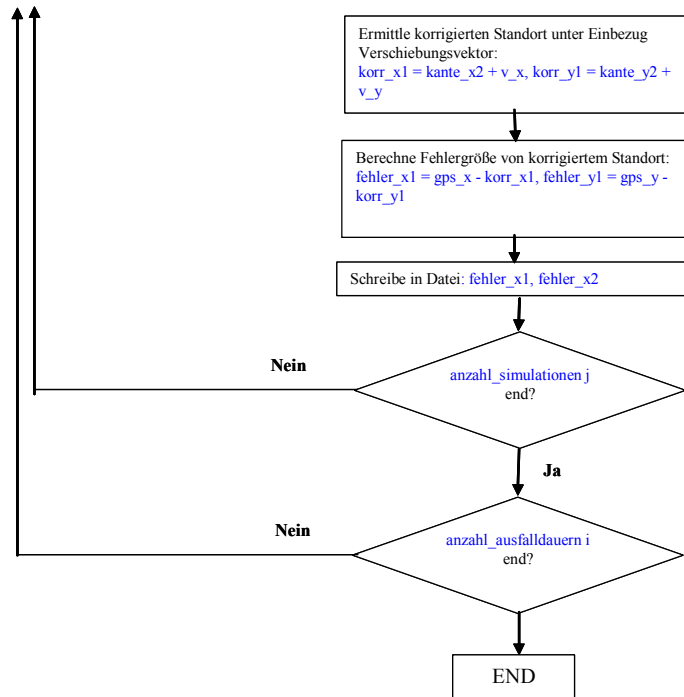 Ermittle korrigierten Standort unter Einbezug
Verschiebungsvektor:
korr_x1 = kante_x2 + v_x, korr_y1 = kante_y2 +
v_y
Berechne Fehlergröße von korrigiertem Standort:
fehler_x1 = gps_x - korr_x1, fehler_y1 = gps_y -
korr_y1
Schreibe in Datei: fehler_x1, fehler_x2
Nein
anzahl_simulationen j
end?
Ja
Nein
anzahl_ausfalldauern i
end?
END